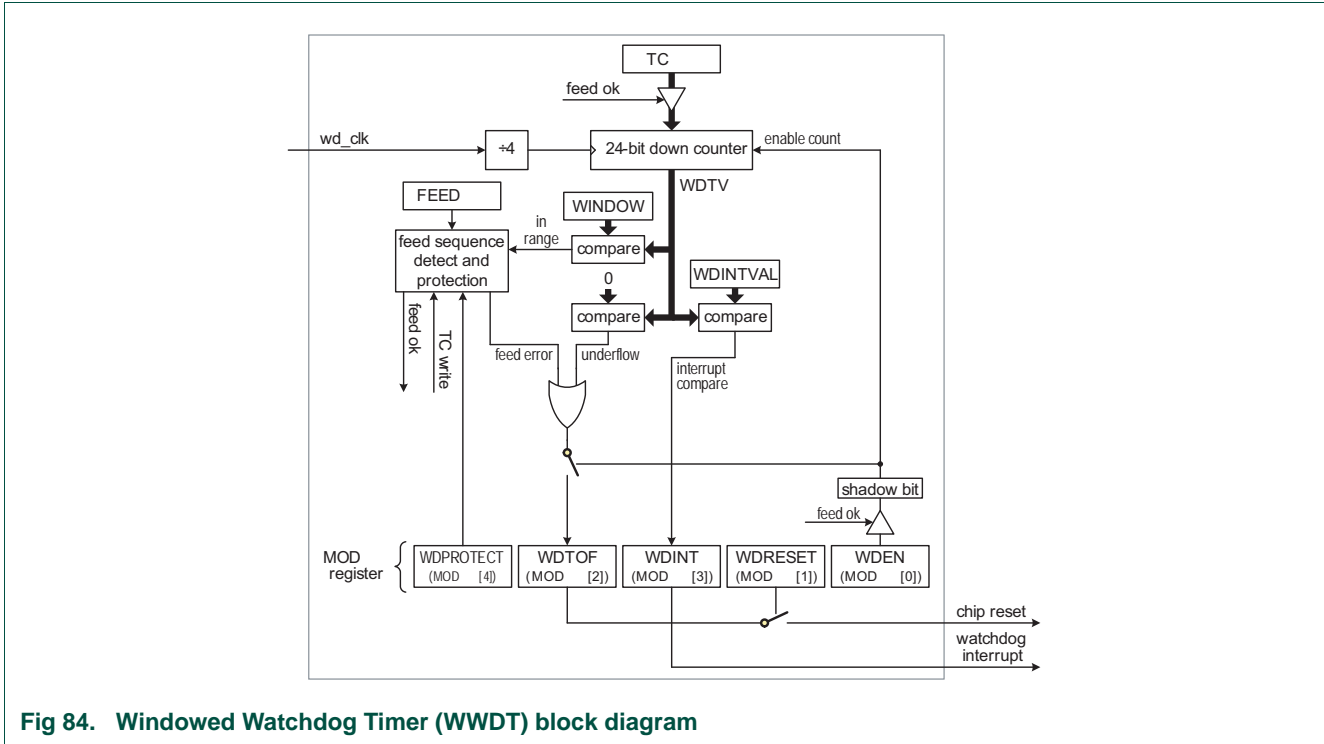 TC
feed ok
wd_clk
÷4
24-bit down counter
enable count
WDTV
FEED
WINDOW
in
range
feed sequence
detect and
protection
compare
WDINTVAL
0
compare
compare
feed ok
TC write
feed error
underflow
interrupt
compare
shadow bit
feed ok
MOD
register
WDPROTECT
(MOD [4])
WDTOF
(MOD [2])
WDINT
(MOD [3])
WDRESET
(MOD [1])
WDEN
(MOD [0])
chip reset
watchdog
interrupt
Fig 84. Windowed Watchdog Timer (WWDT) block diagram